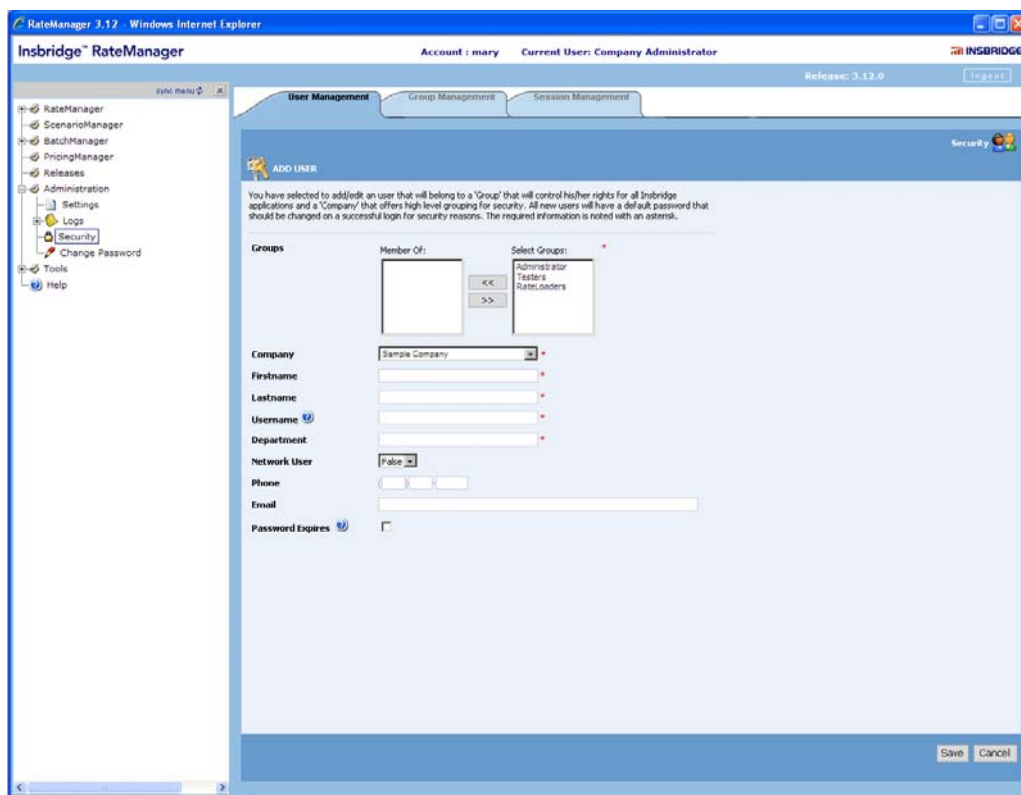 RateManager 3.12 - Windows Internet Explorer
Insbridge™ RateManager
Account : mary Current User: Company Administrator
INSBRIDGE
Release: 3.12.0
logout
sync menu
RateManager
ScenarioManager
BatchManager
PricingManager
Releases
Administration
Settings
Logs
Security
Change Password
Tools
Help
User Management
Group Management
Session Management
Security
ADD USER
You have selected to add/edit an user that will belong to a 'Group' that will control his/her rights for all Insbridge
applications and a 'Company' that offers high level grouping for security. All new users will have a default password that
should be changed on a successful login for security reasons. The required information is noted with an asterisk.
Groups
Member Of:
Select Groups: *
Administrator
Testers
RateLoaders
<<
>>
Company
Sample Company *
Firstname *
Lastname *
Username *
Department *
Network User
False
Phone ( ) -
Email
Password Expires
Save Cancel